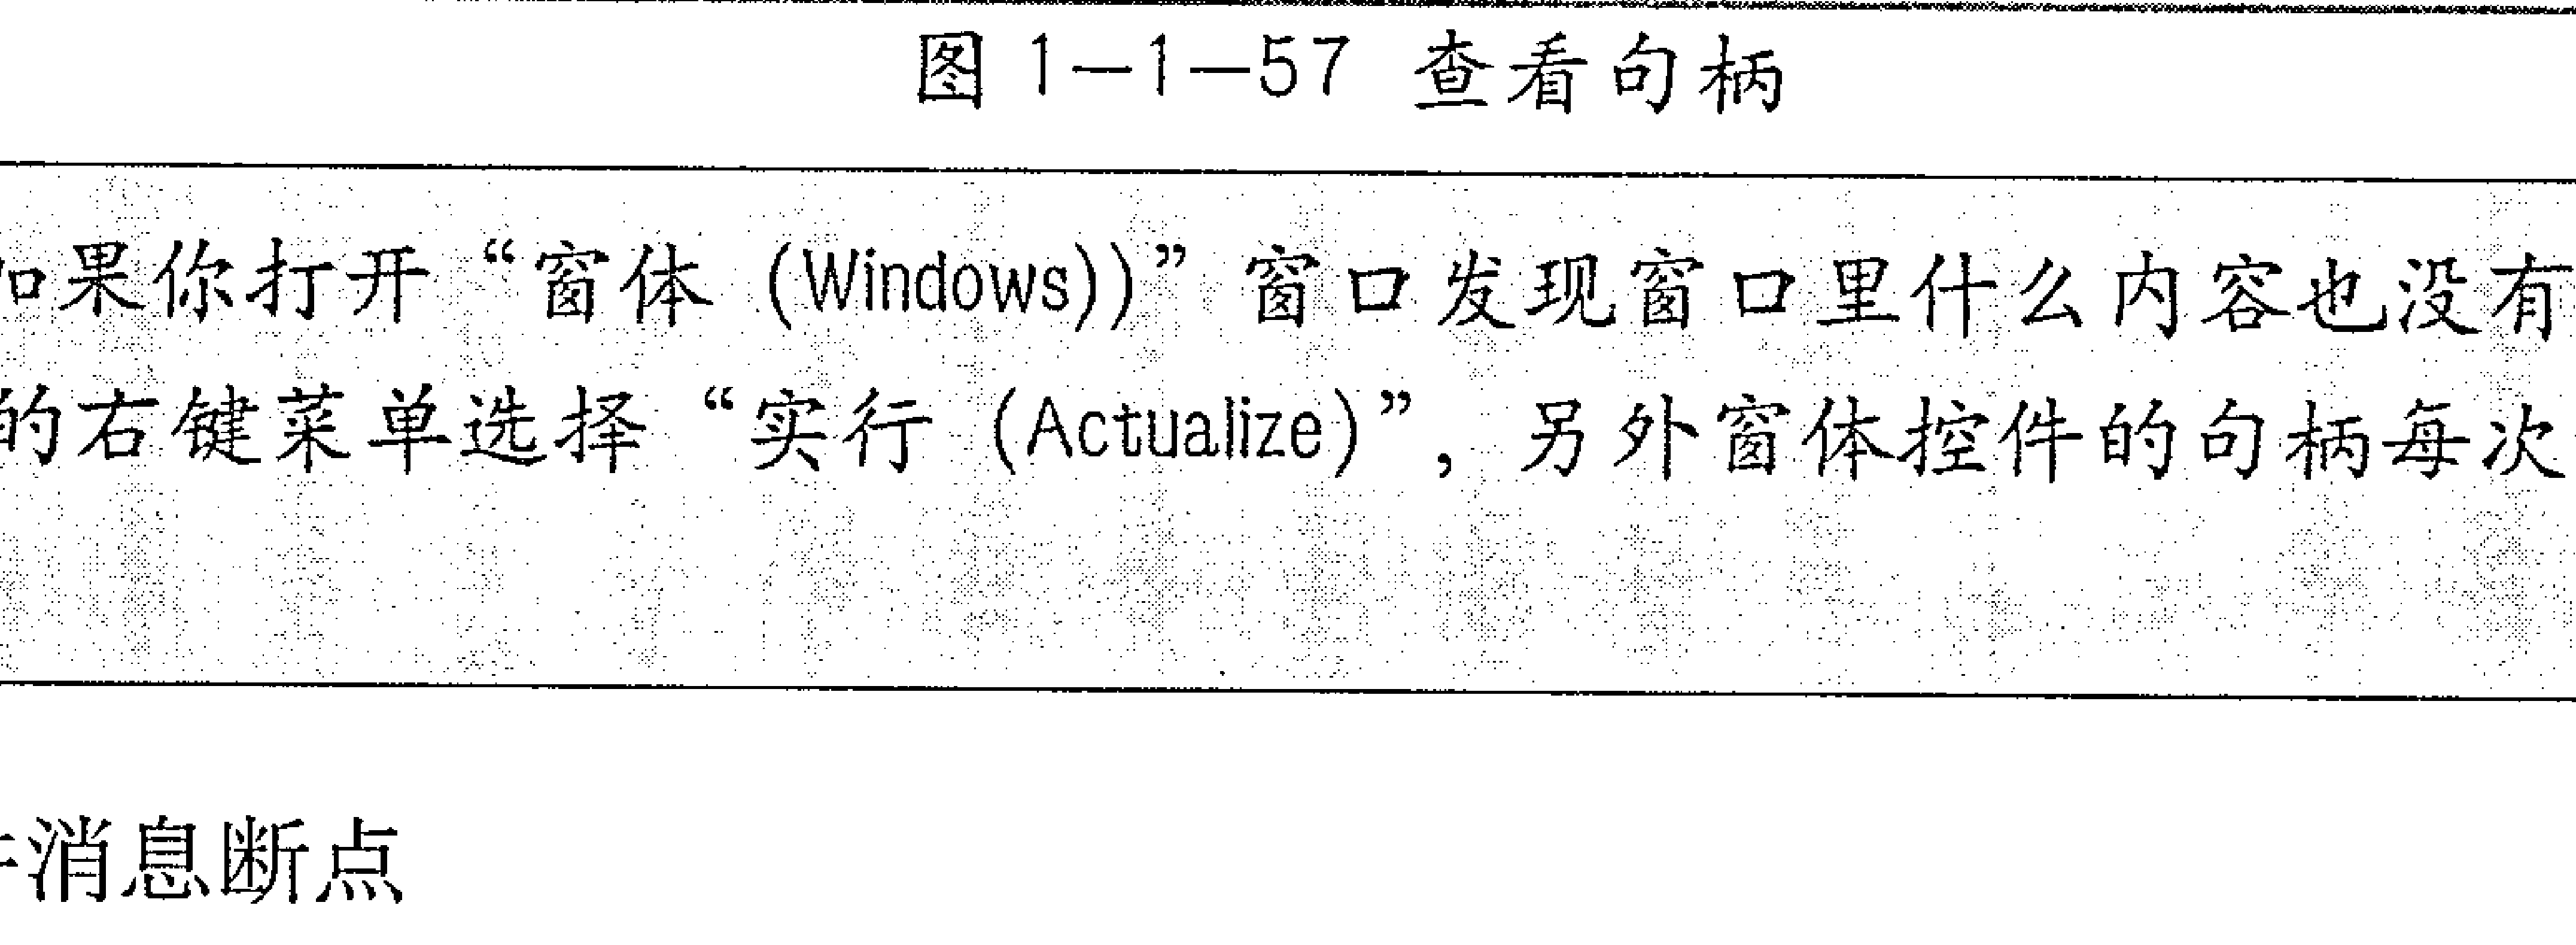 图 1-1-57 查看句柄
如果你打开“窗体 (Windows))”窗口发现窗口里什么内容也没有
的右键菜单选择“实行 (Actualize)”, 另外窗体控件的句柄每次
消息断点